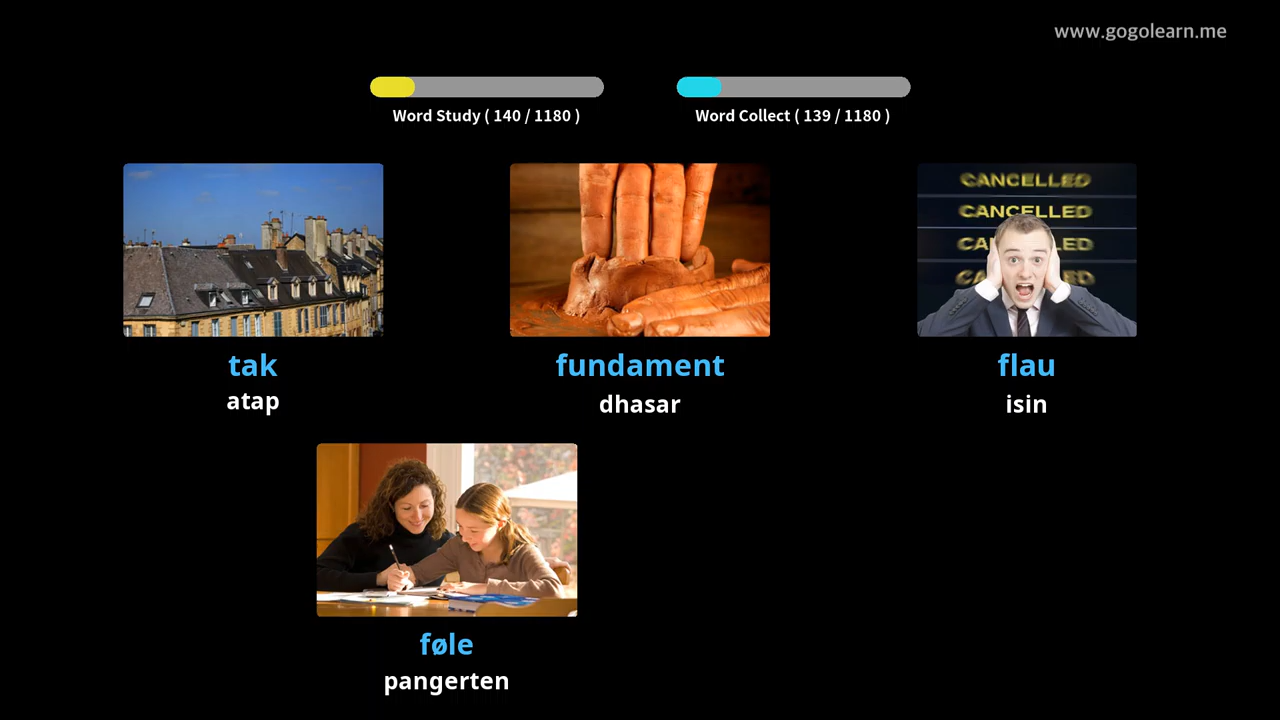 www.gogolearn.me
Word Study ( 140 / 1180 )
Word Collect ( 139 / 1180 )
CANCELLED
CANCELLED
tak
atap
fundament
dhasar
flau
isin
føle
pangerten